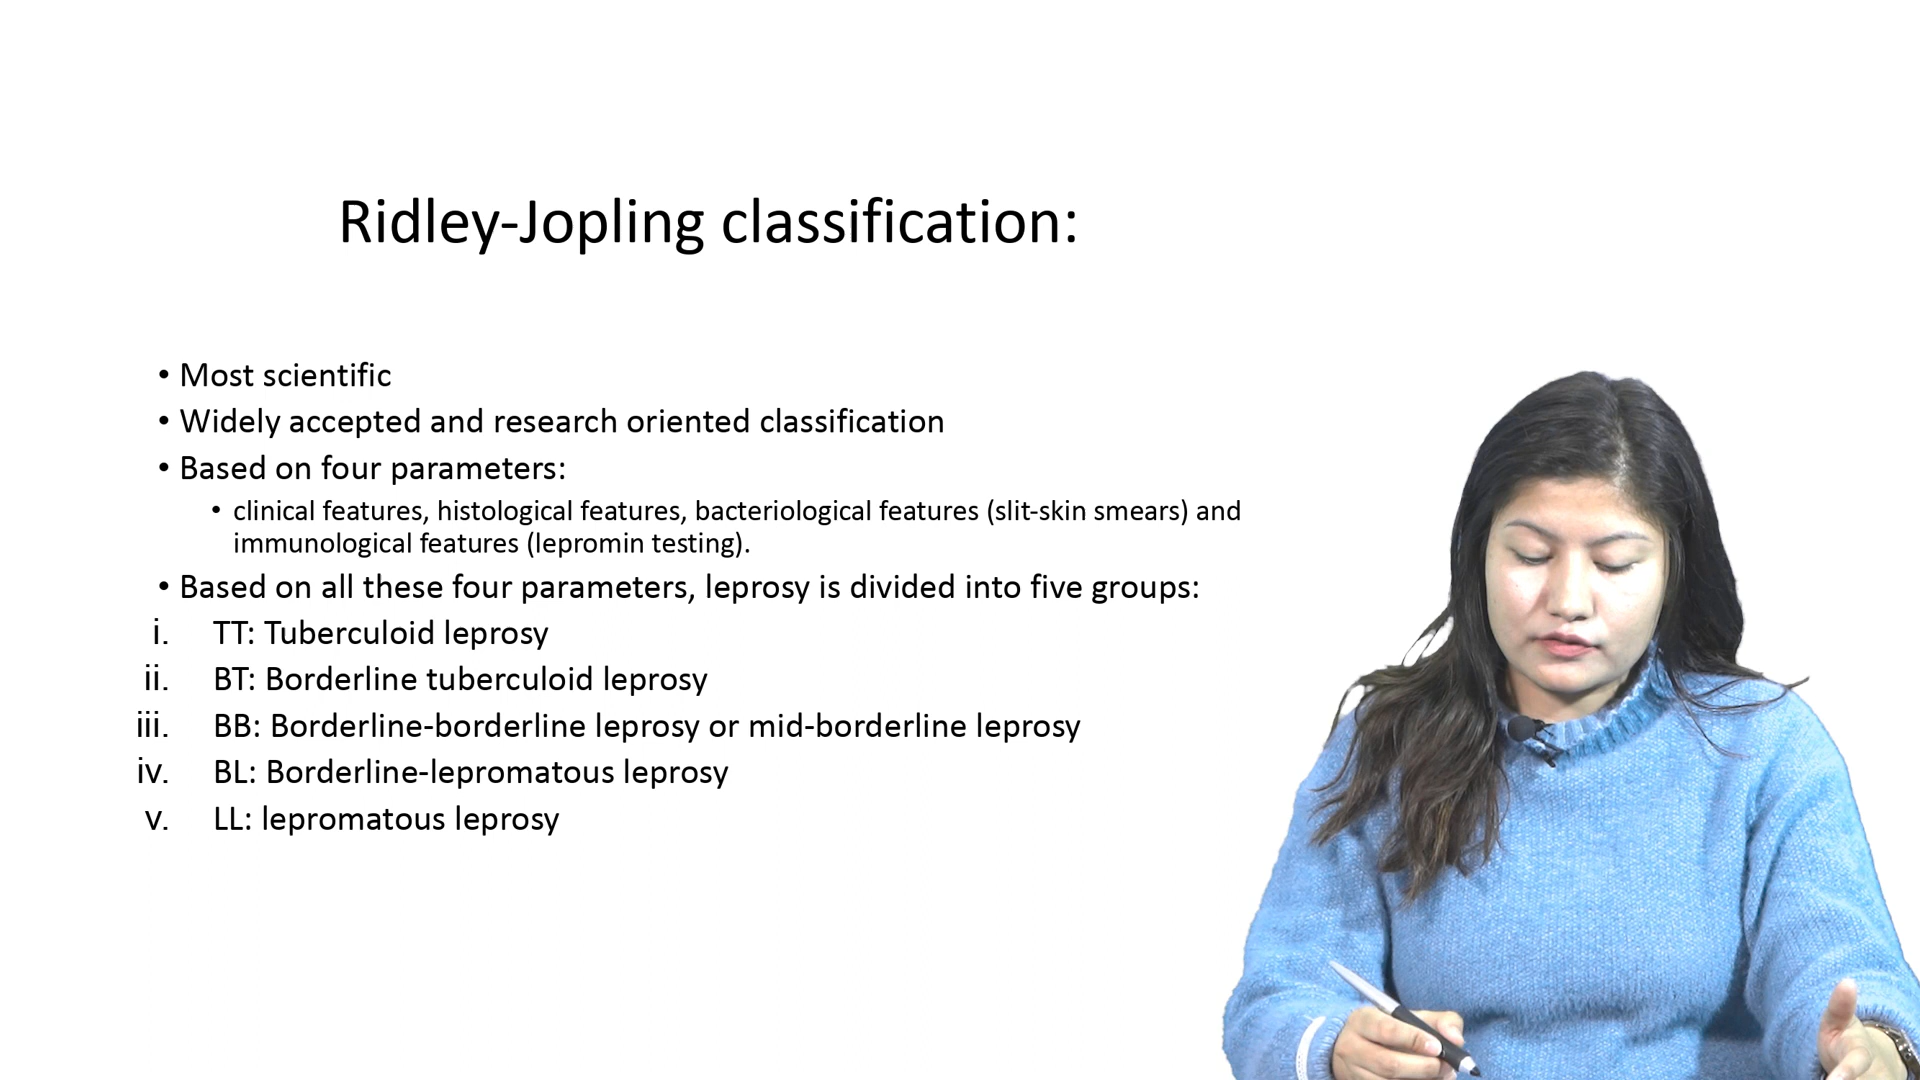 Ridley-Jopling classification:
• Most scientific
• Widely accepted and research oriented classification
• Based on four parameters:
• clinical features, histological features, bacteriological features (slit-skin smears) and
immunological features (lepromin testing).
• Based on all these four parameters, leprosy is divided into five groups:
i. TT: Tuberculoid leprosy
ii. BT: Borderline tuberculoid leprosy
iii. BB: Borderline-borderline leprosy or mid-borderline leprosy
iv. BL: Borderline-lepromatous leprosy
v. LL: lepromatous leprosy